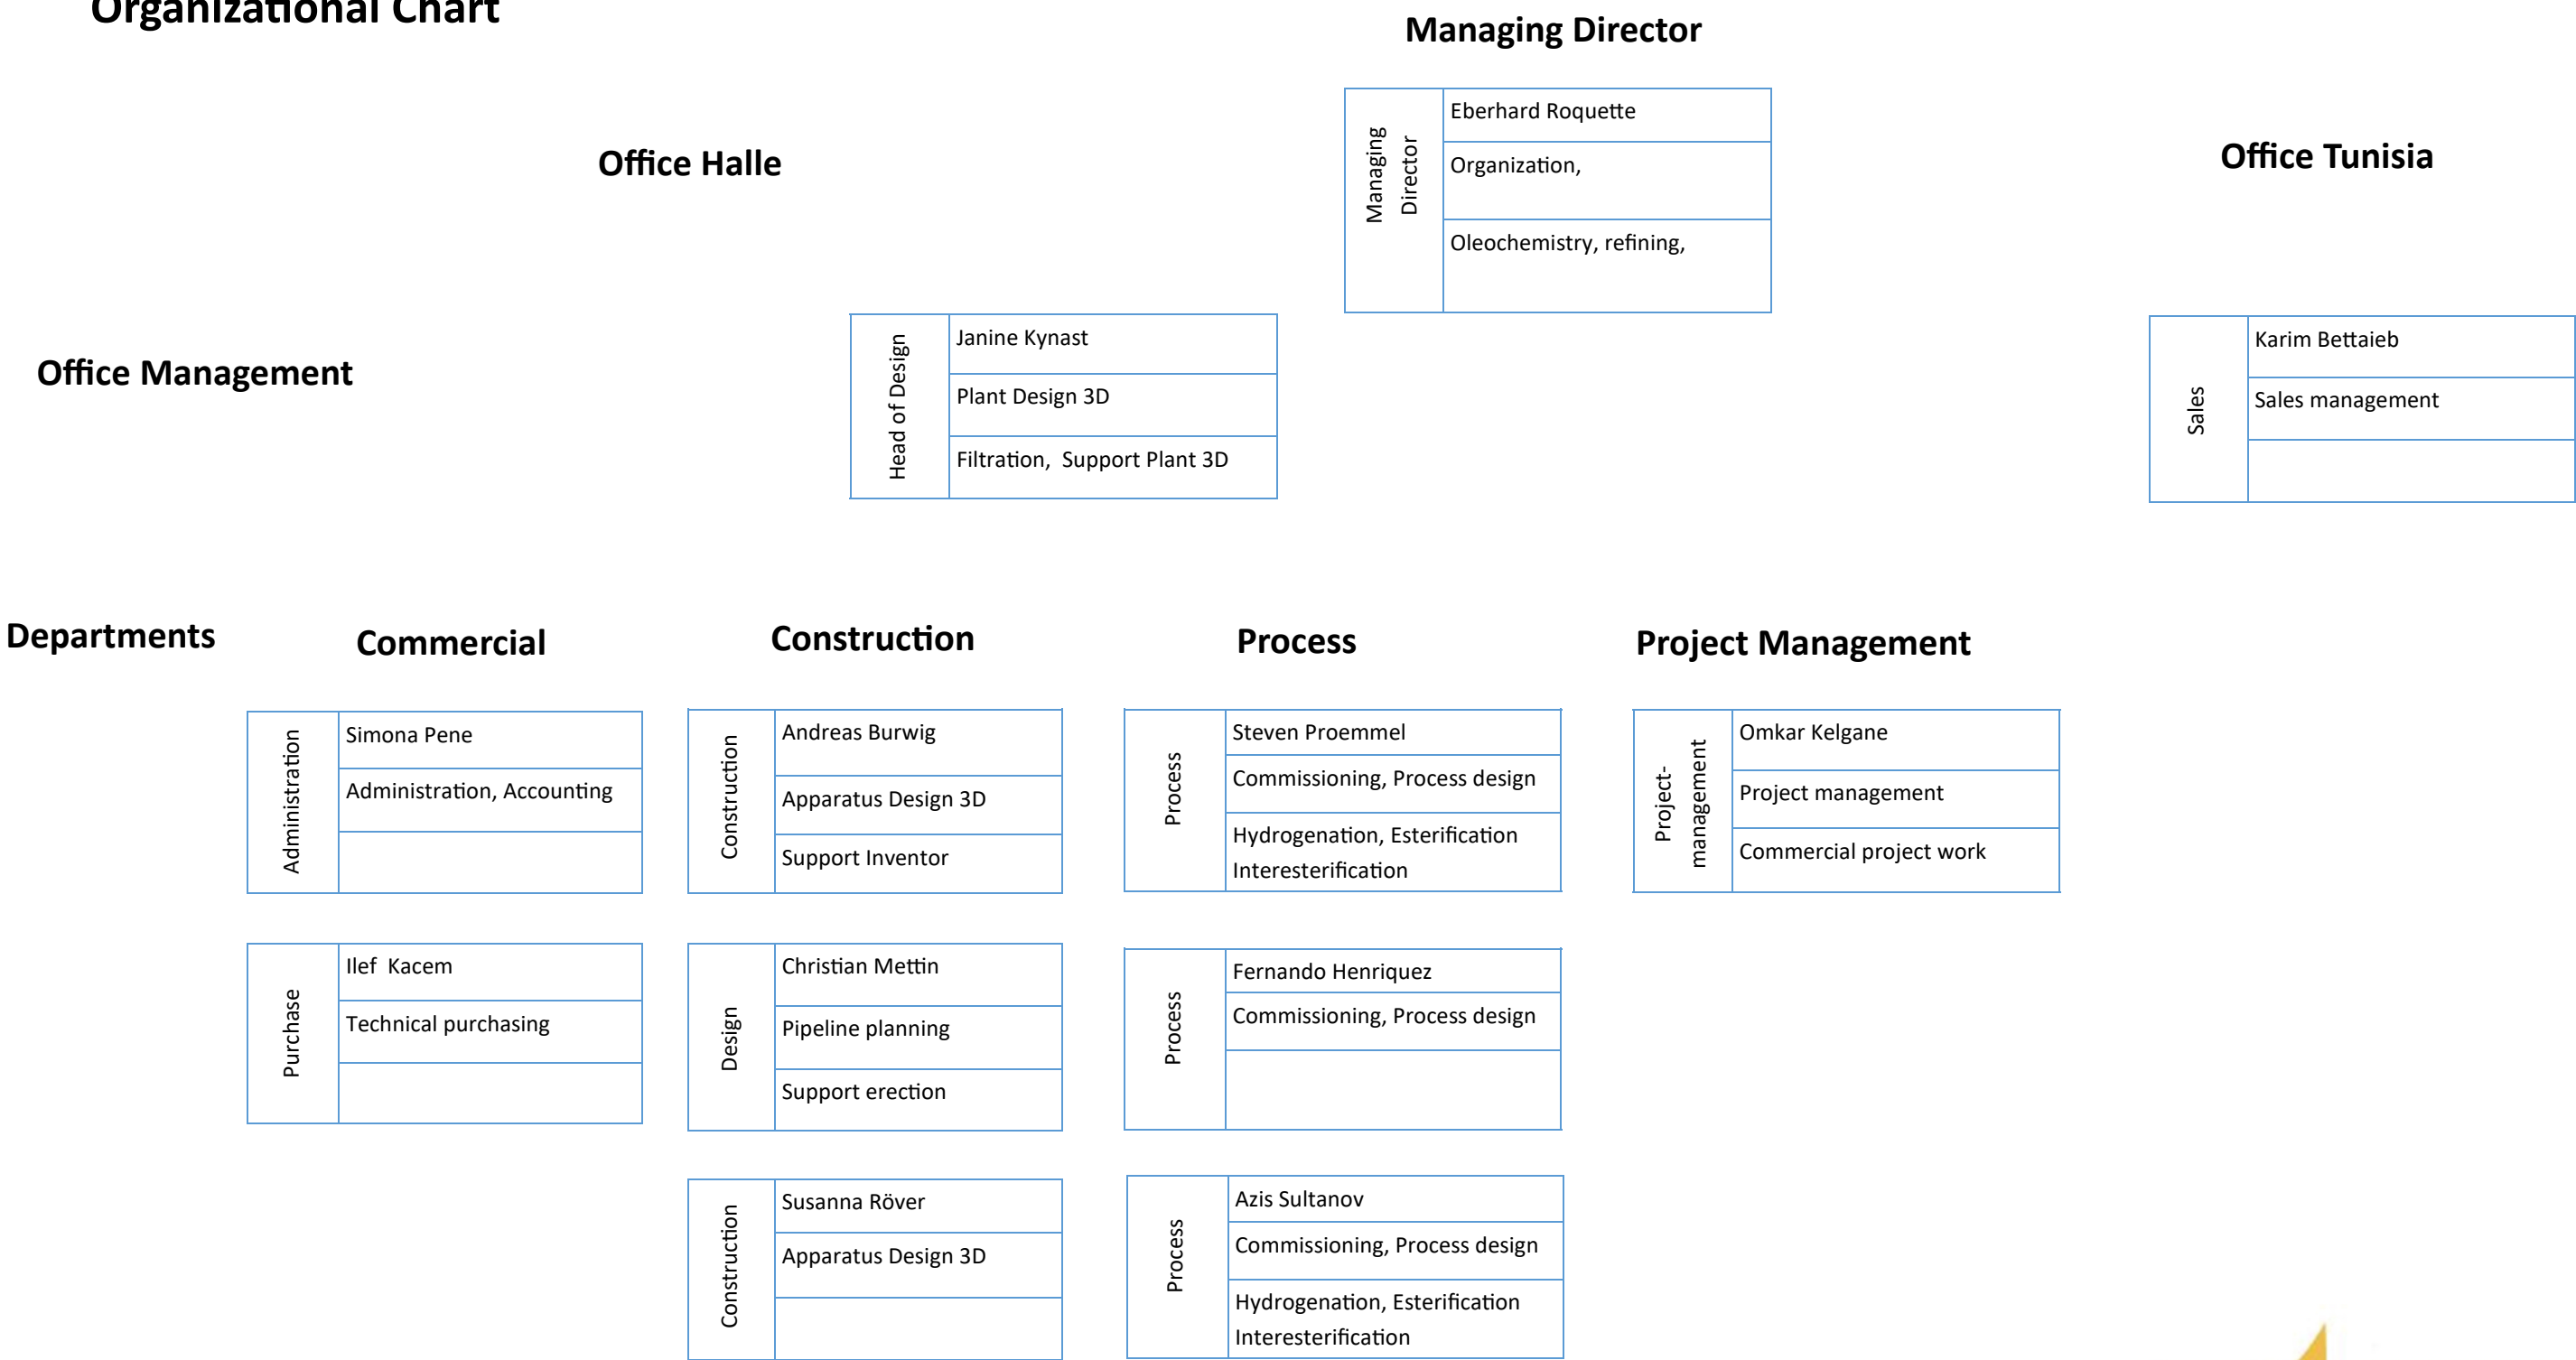 Organizational Chart
Managing Director
Office Halle
Office Tunisia
Managing
Director
Eberhard Roquette
Organization,
Oleochemistry, refining,
Office Management
Head of Design
Janine Kynast
Plant Design 3D
Filtration,  Support Plant 3D
Sales
Karim Bettaieb
Sales management
Departments
Commercial
Construction
Process
Project Management
Administration
Simona Pene
Administration, Accounting
Construction
Andreas Burwig
Apparatus Design 3D
Support Inventor
Process
Steven Proemmel
Commissioning, Process design
Hydrogenation, Esterification
Interesterification
Project-
management
Omkar Kelgane
Project management
Commercial project work
Purchase
Ilef  Kacem
Technical purchasing
Design
Christian Mettin
Pipeline planning
Support erection
Process
Fernando Henriquez
Commissioning, Process design
Construction
Susanna Röver
Apparatus Design 3D
Process
Azis Sultanov
Commissioning, Process design
Hydrogenation, Esterification
Interesterification